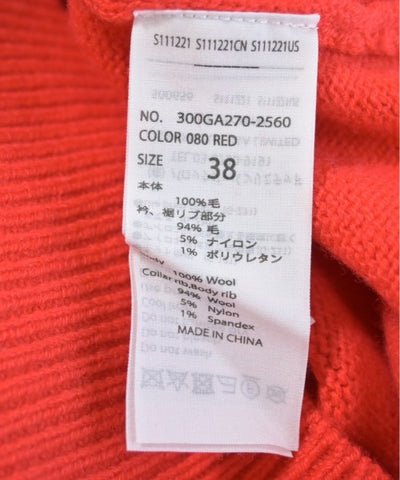 S111221 S111221CN S111221US
NO. 300GA270-2560
COLOR 080 RED
SIZE 38
本体
100%毛
衿、裾リブ部分
94%毛
5% ナイロン
1% ポリウレタン
100% Wool
Collar rib,Body rib
94% Wool
5% Nylon
1% Spandex
MADE IN CHINA